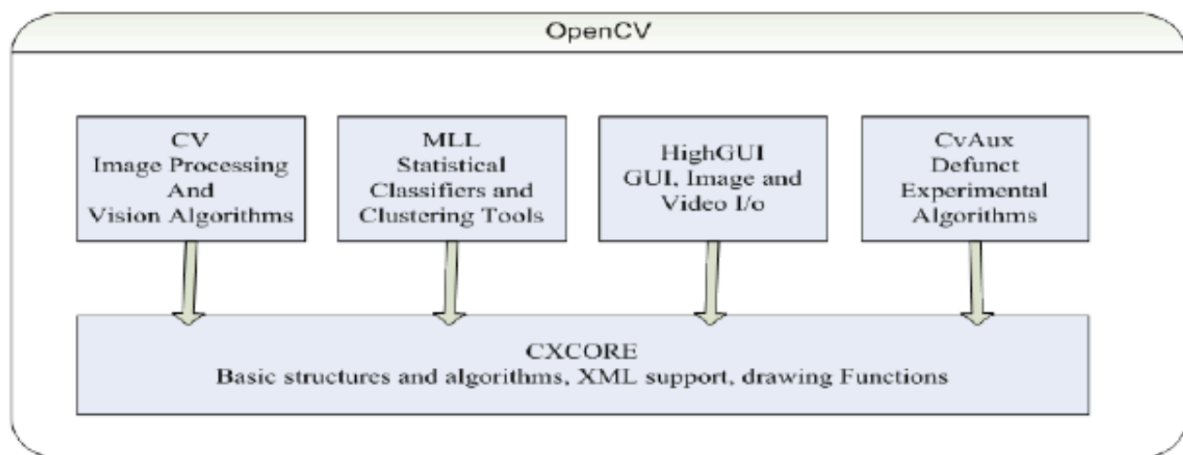 OpenCV
CV
Image Processing
And
Vision Algorithms
MLL
Statistical
Classifiers and
Clustering Tools
HighGUI
GUI, Image and
Video I/o
CvAux
Defunct
Experimental
Algorithms
CXCORE
Basic structures and algorithms, XML support, drawing Functions